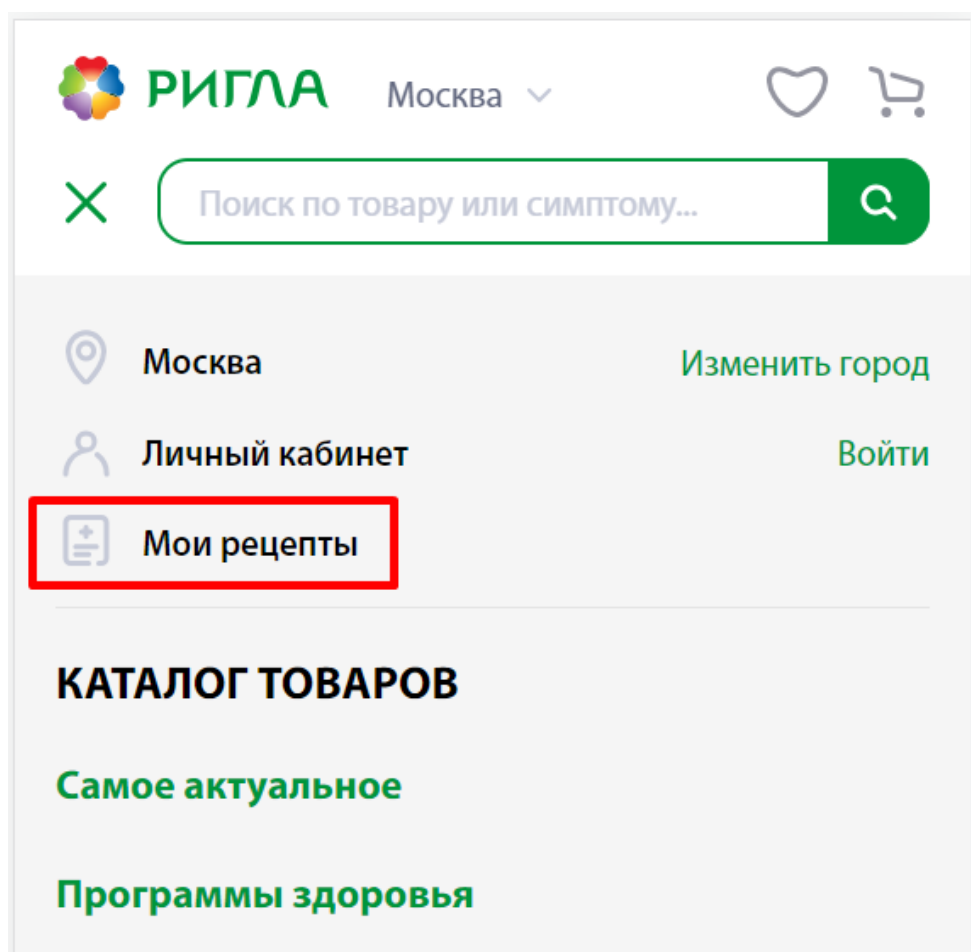 РИГЛА Москва
Поиск по товару или симптому...
Москва Изменить город
Личный кабинет Войти
Мои рецепты
КАТАЛОГ ТОВАРОВ
Самое актуальное
Программы здоровья